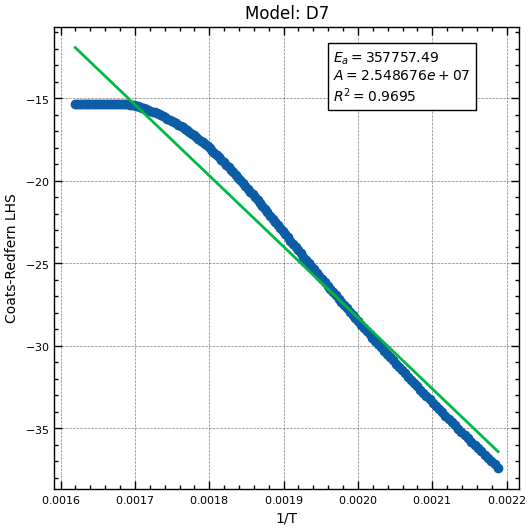 Model: D7
E_a = 357757.49
A = 2.548676e + 07
R² = 0.9695
Coats-Redfern LHS
−15
−20
−25
−30
−35
0.0016 0.0017 0.0018 0.0019 0.0020 0.0021 0.0022
1/T